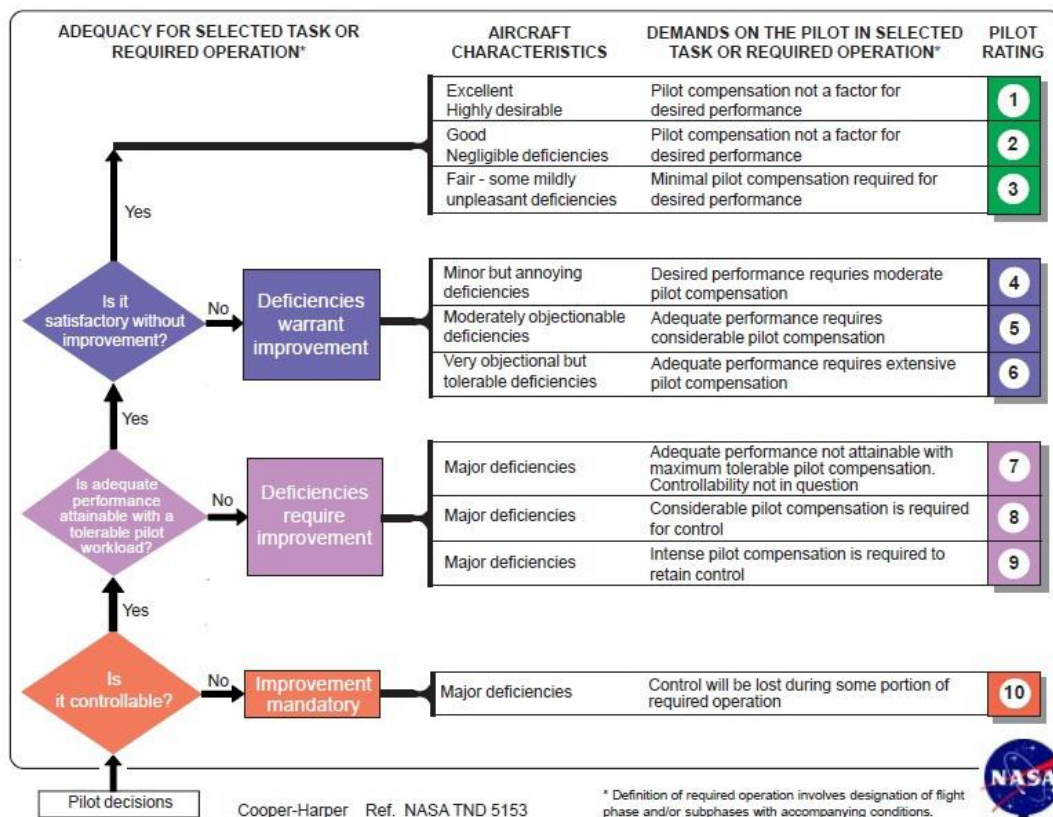 ADEQUACY FOR SELECTED TASK OR
REQUIRED OPERATION*
AIRCRAFT
CHARACTERISTICS
DEMANDS ON THE PILOT IN SELECTED
TASK OR REQUIRED OPERATION*
PILOT
RATING
Excellent
Highly desirable
Pilot compensation not a factor for
desired performance
1
Good
Negligible deficiencies
Pilot compensation not a factor for
desired performance
2
Fair - some mildly
unpleasant deficiencies
Minimal pilot compensation required for
desired performance
3
Yes
Is it
satisfactory without
improvement?
No
Deficiencies
warrant
improvement
Minor but annoying
deficiencies
Desired performance requries moderate
pilot compensation
4
Moderately objectionable
deficiencies
Adequate performance requires
considerable pilot compensation
5
Very objectional but
tolerable deficiencies
Adequate performance requires extensive
pilot compensation
6
Yes
Is adequate
performance
attainable with a
tolerable pilot
workload?
No
Deficiencies
require
improvement
Major deficiencies
Adequate performance not attainable with
maximum tolerable pilot compensation.
Controllability not in question
7
Major deficiencies
Considerable pilot compensation is required
for control
8
Major deficiencies
Intense pilot compensation is required to
retain control
9
Yes
Is
it controllable?
No
Improvement
mandatory
Major deficiencies
Control will be lost during some portion of
required operation
10
Pilot decisions
Cooper-Harper Ref. NASA TND 5153
* Definition of required operation involves designation of flight
phase and/or subphases with accompanying conditions.
NASA